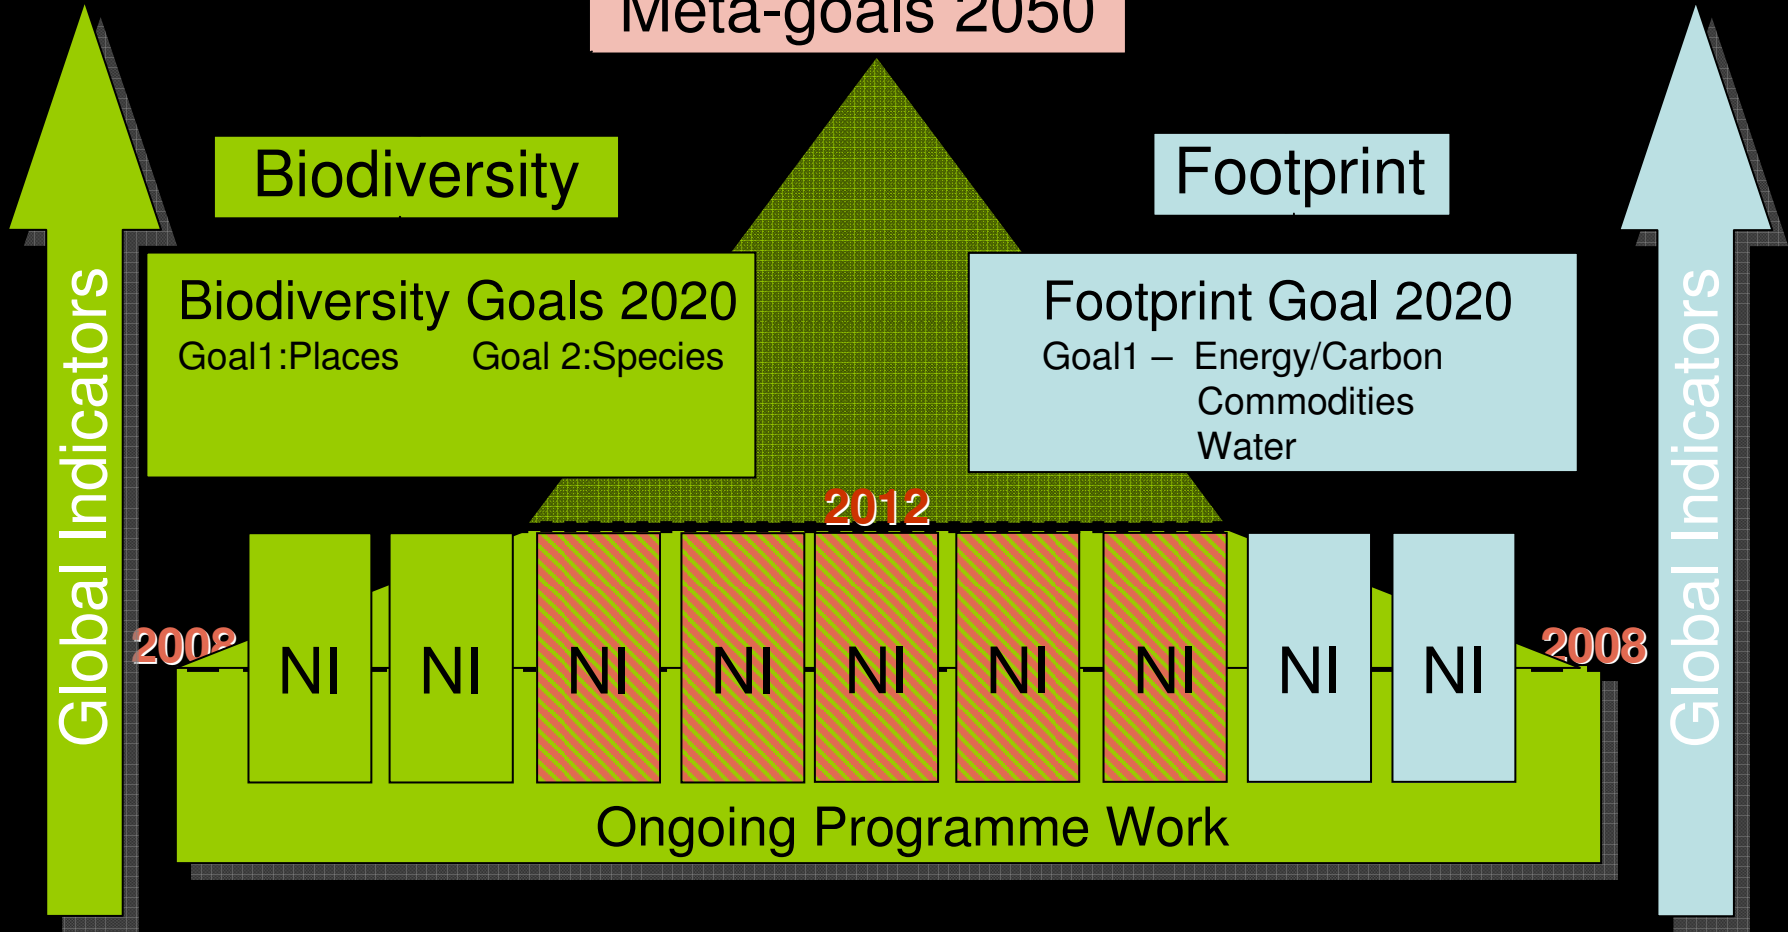 Meta-goals 2050
Biodiversity
Footprint
Global Indicators
Biodiversity Goals 2020
Goal1:Places Goal 2:Species
Footprint Goal 2020
Goal1 – Energy/Carbon
Commodities
Water
Global Indicators
2012
2008
2008
NI NI NI NI NI NI NI NI NI
Ongoing Programme Work